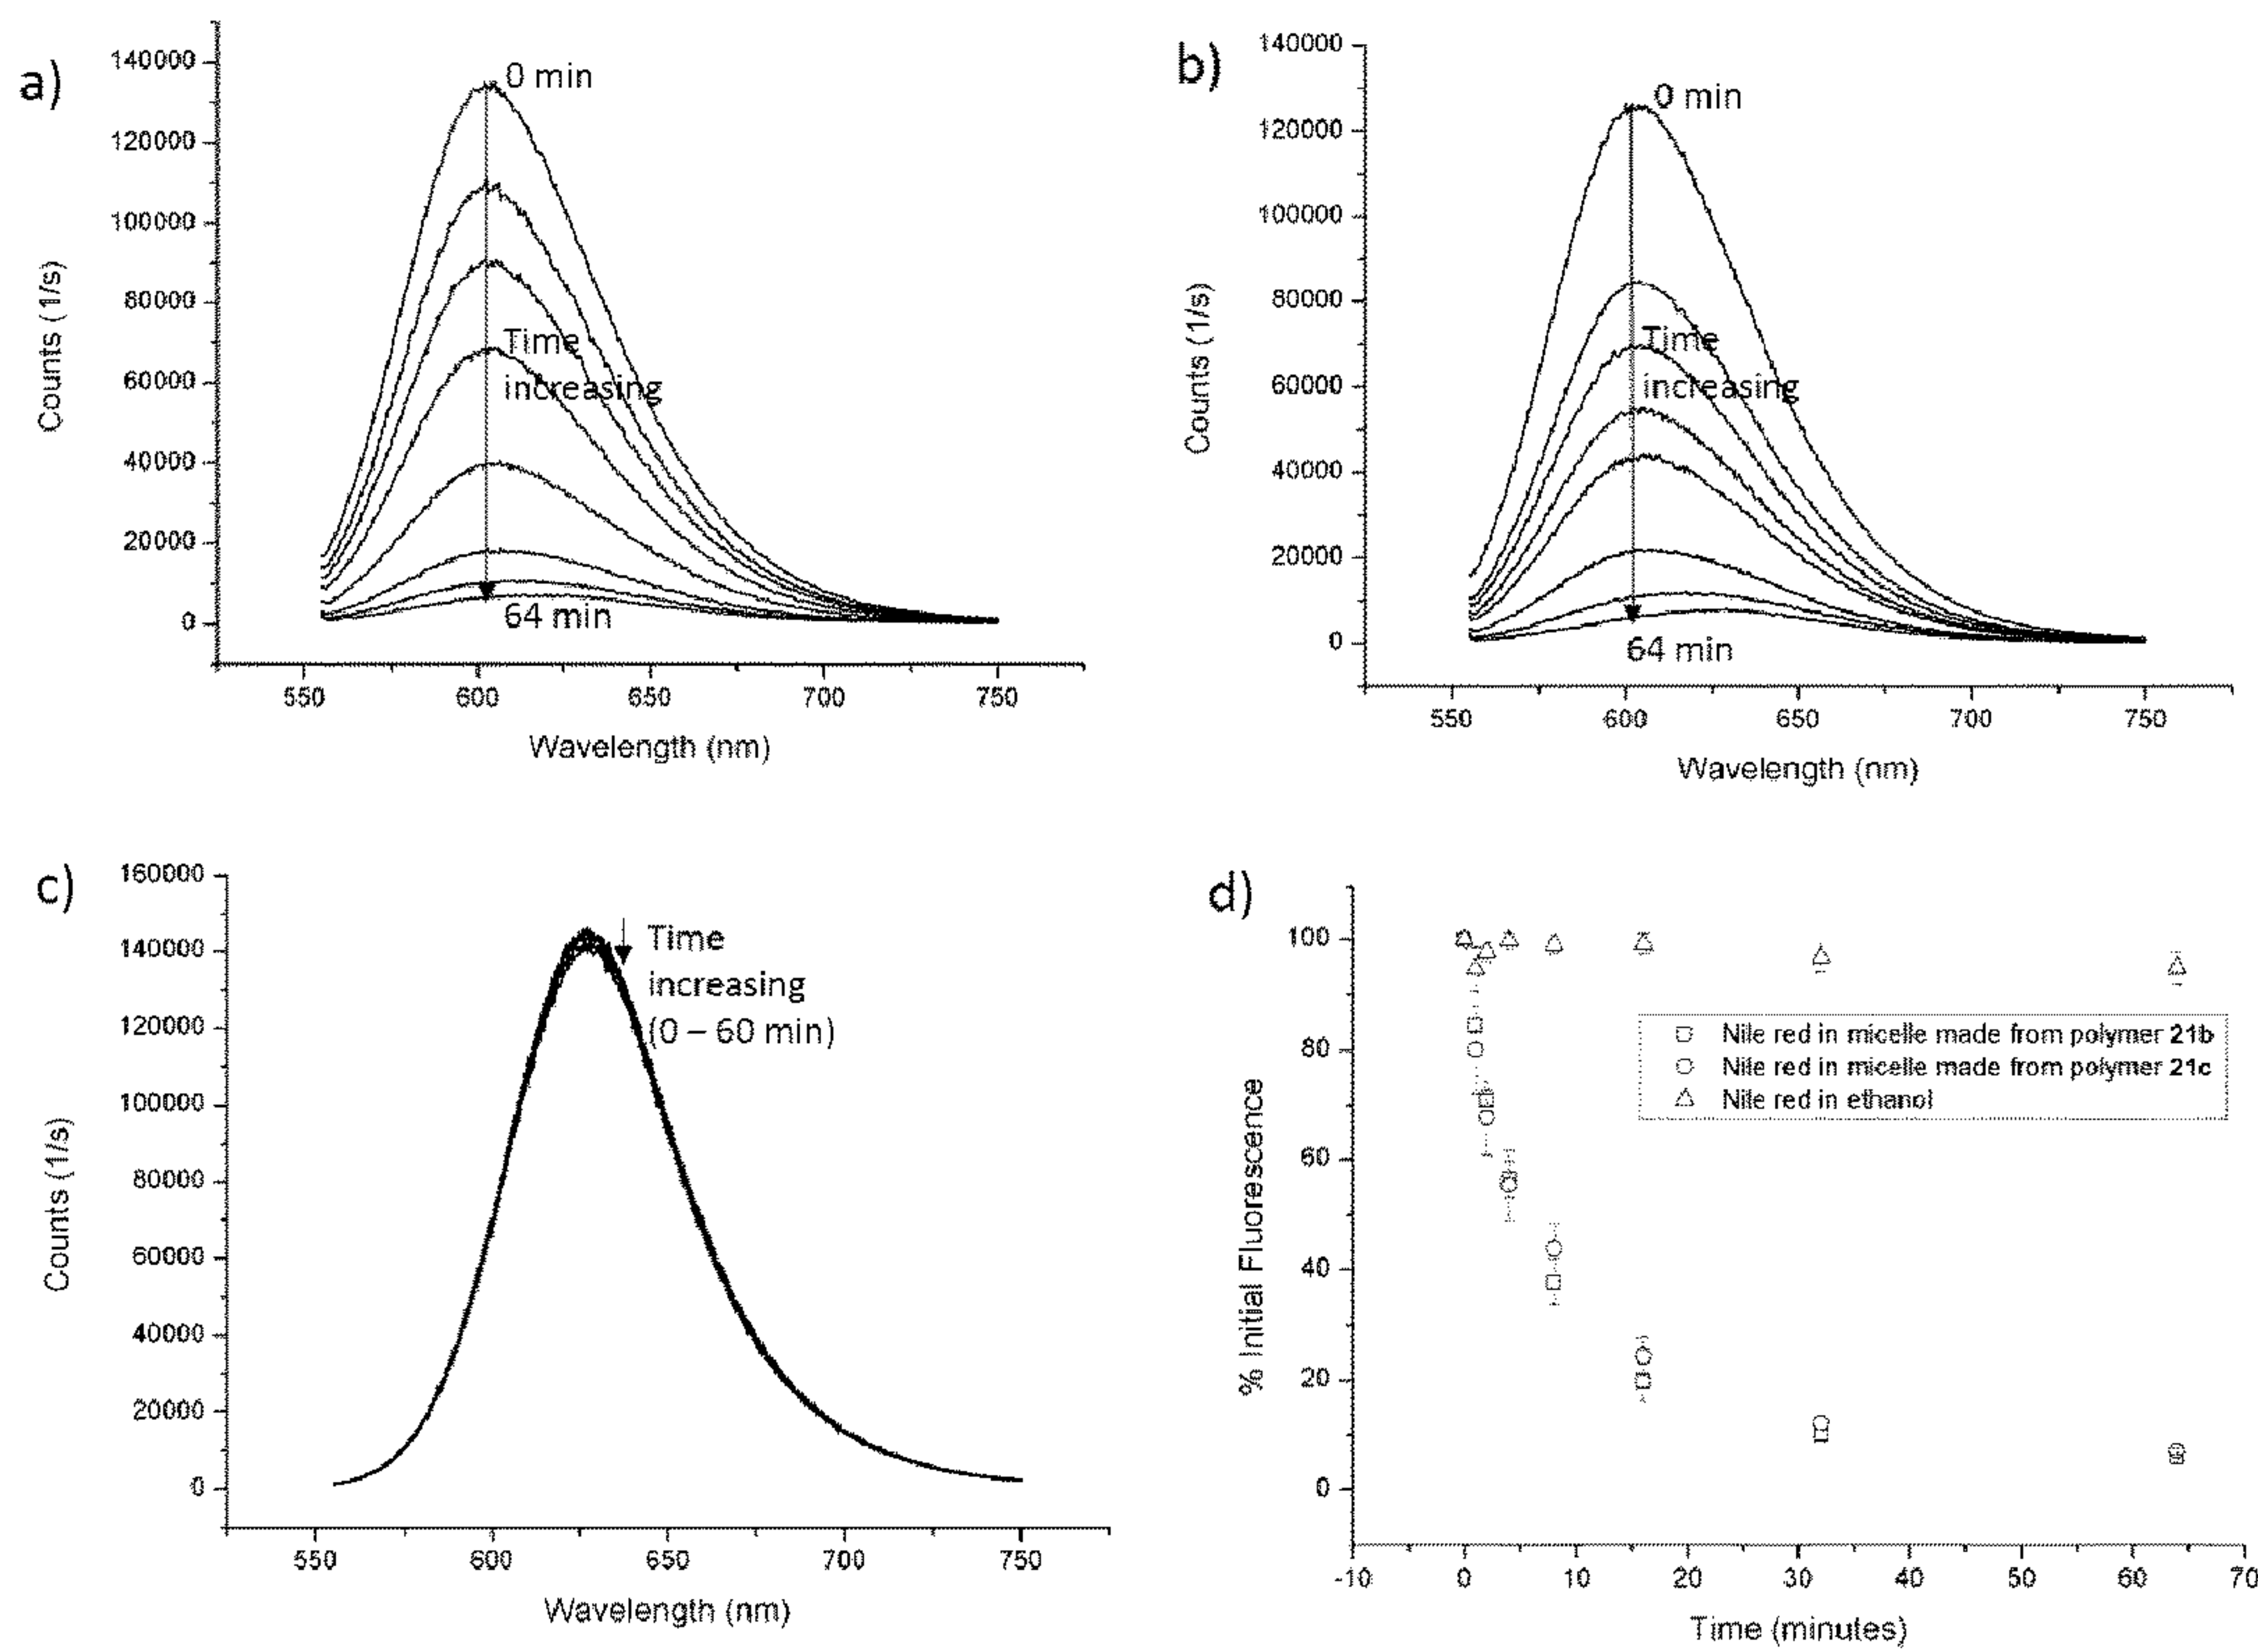 a)
140000
120000
100000
80000
60000
40000
20000
0
Counts (1/s)
0 min
Time
increasing
64 min
550 600 650 700 750
Wavelength (nm)
b)
140000
120000
100000
80000
60000
40000
20000
0
Counts (1/s)
0 min
Time
increasing
64 min
550 600 650 700 750
Wavelength (nm)
c)
160000
140000
120000
100000
80000
60000
40000
20000
0
Counts (1/s)
Time
increasing
(0 – 60 min)
550 600 650 700 750
Wavelength (nm)
d)
100
80
60
40
20
0
% Initial Fluorescence
Nile red in micelle made from polymer 21b
Nile red in micelle made from polymer 21c
Nile red in ethanol
-10 0 10 20 30 40 50 60 70
Time (minutes)